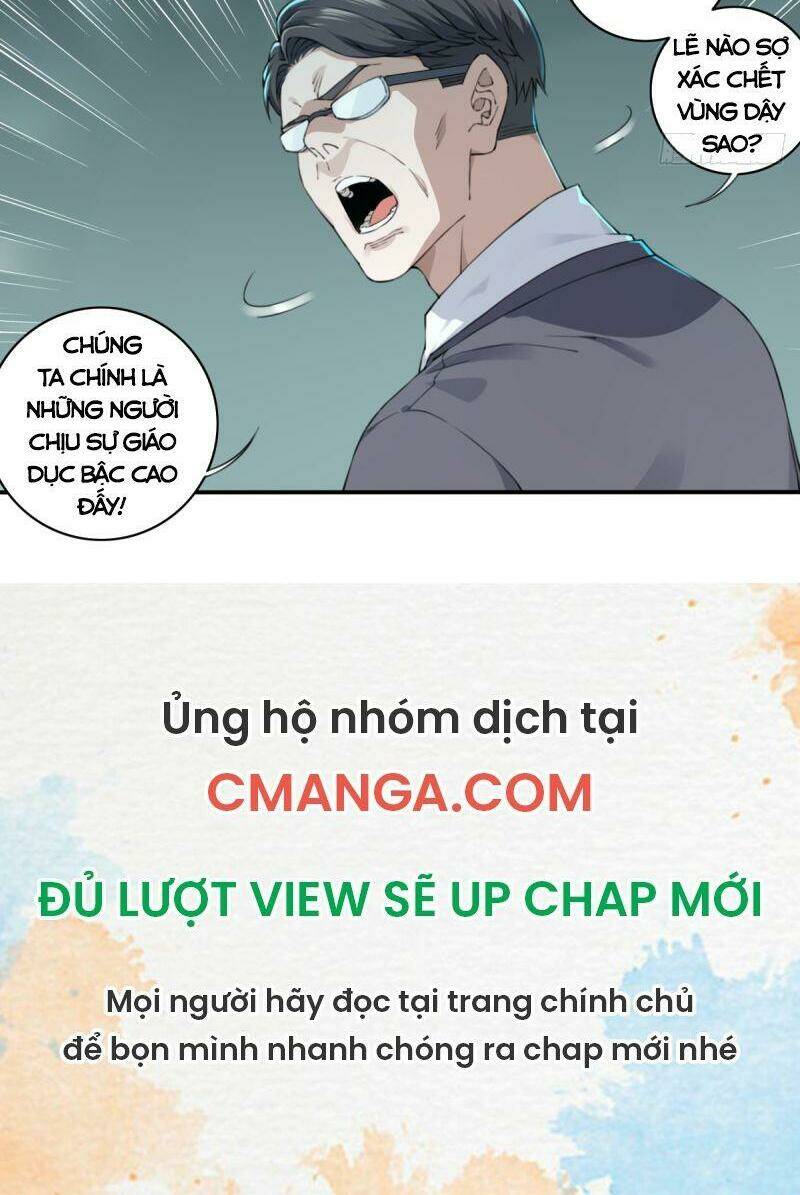 LẼ NÀO SỢ
XÁC CHẾT
VÙNG DẬY
SAO?
CHÚNG
TA CHÍNH LÀ
NHỮNG NGƯỜI
CHỊU SỰ GIÁO
DỤC BẬC CAO
ĐẤY!
Ủng hộ nhóm dịch tại
CMANGA.COM
ĐỦ LƯỢT VIEW SẼ UP CHAP MỚI
Mọi người hãy đọc tại trang chính chủ
để bọn mình nhanh chóng ra chap mới nhé